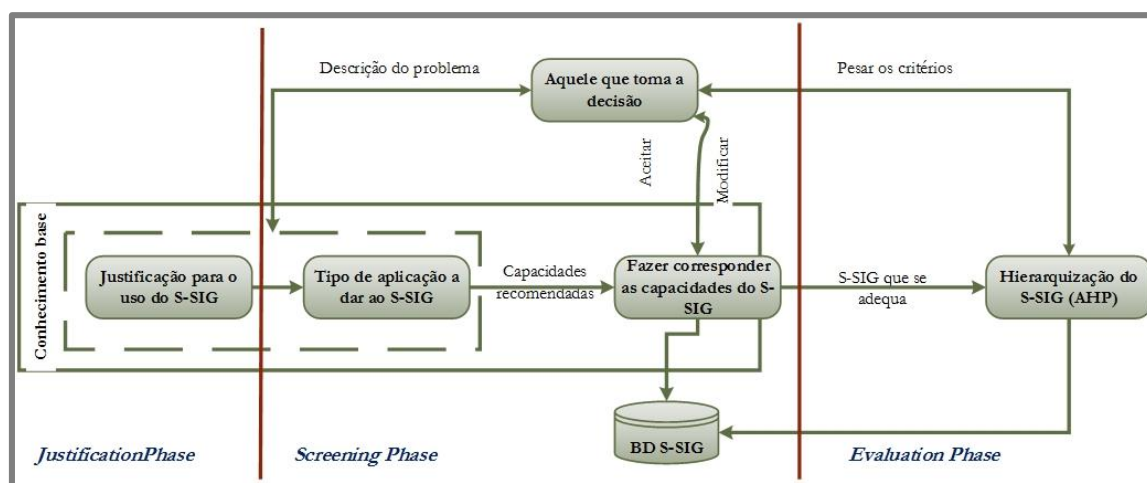 Descrição do problema
Aquele que toma a
decisão
Pesar os critérios
Aceitar
Modificar
Conhecimento base
Justificação para o
uso do S-SIG
Tipo de aplicação a
dar ao S-SIG
Capacidades
recomendadas
Fazer corresponder
as capacidades do S-
SIG
S-SIG que se
adequa
Hierarquização do
S-SIG (AHP)
BD S-SIG
JustificationPhase
Screening Phase
Evaluation Phase